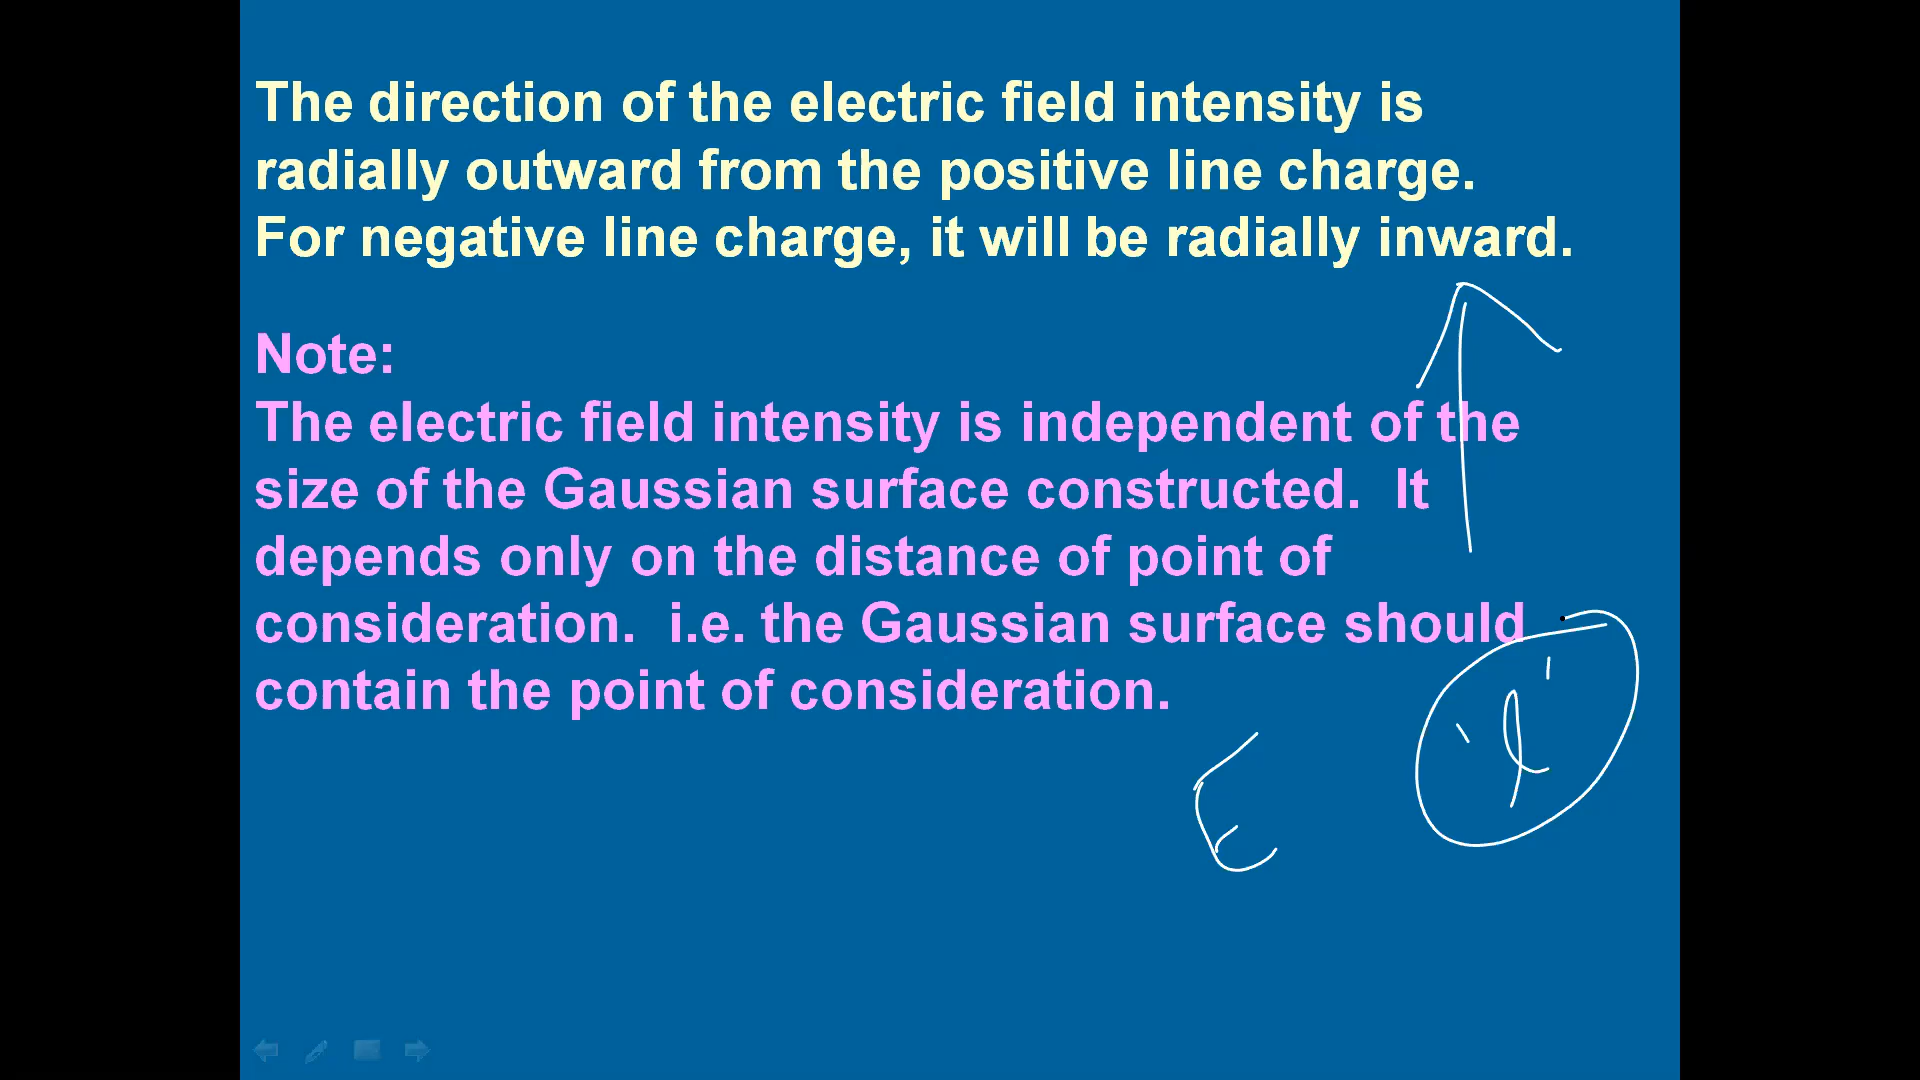 The direction of the electric field intensity is
radially outward from the positive line charge.
For negative line charge, it will be radially inward.
Note:
The electric field intensity is independent of the
size of the Gaussian surface constructed. It
depends only on the distance of point of
consideration. i.e. the Gaussian surface should
contain the point of consideration.
E
'l'